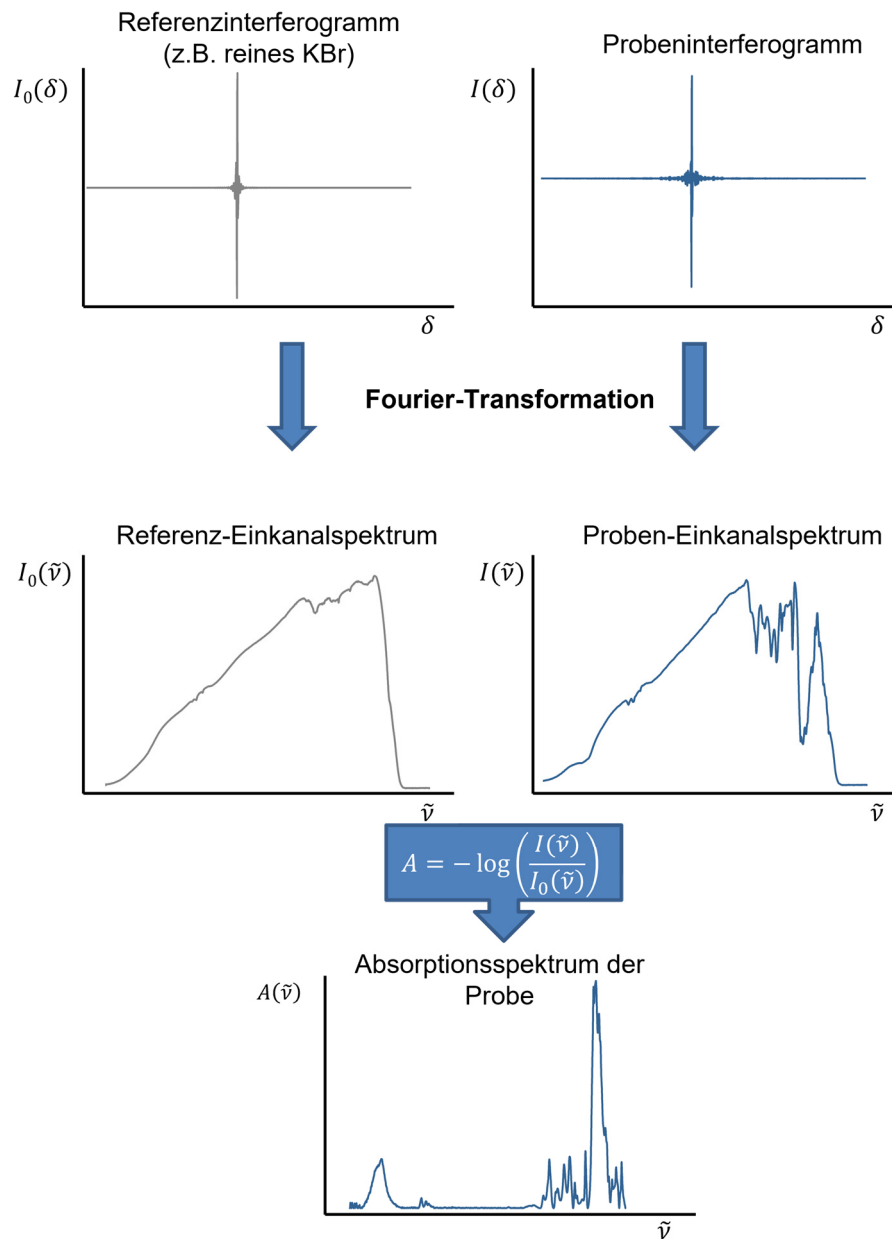 Referenzinterferogramm
(z.B. reines KBr)
I₀(δ)
δ
Probeninterferogramm
I(δ)
δ
Fourier-Transformation
Referenz-Einkanalspektrum
I₀(ν̃)
ν̃
Proben-Einkanalspektrum
I(ν̃)
ν̃
A = − log(I(ν̃)/I₀(ν̃))
Absorptionsspektrum der
Probe
A(ν̃)
ν̃